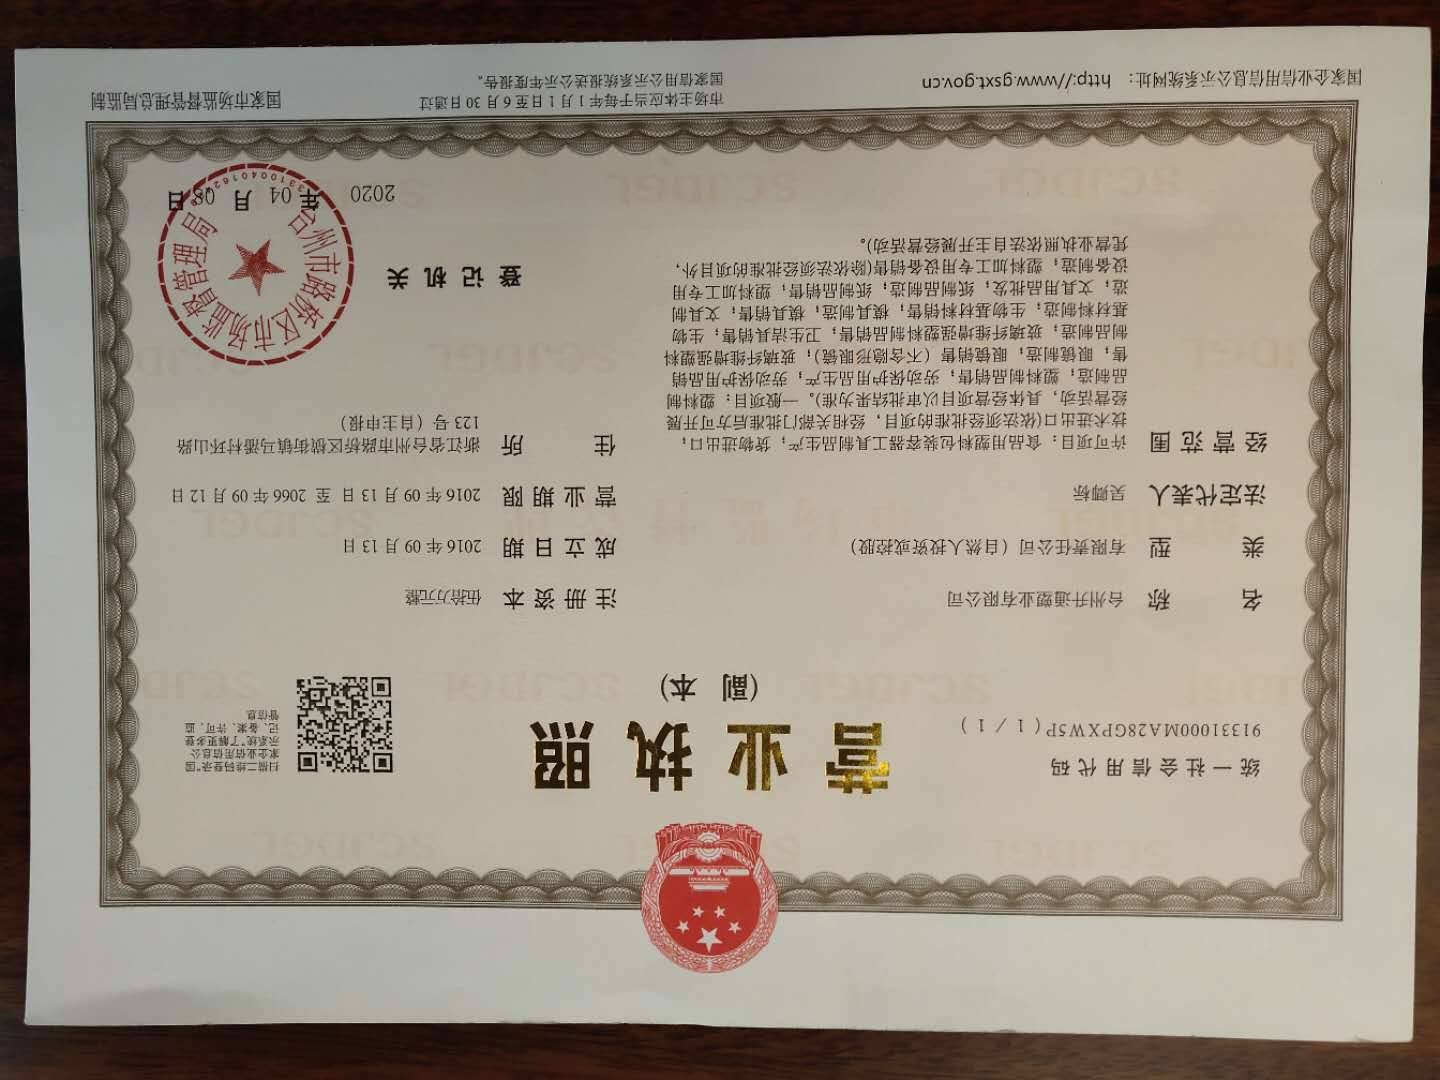 统一社会信用代码
91331000MA28GPXW5P (1/1)
营业执照
(副 本)
扫描二维码登录“国
家企业信用信息公
示系统”了解更多登
记、备案、许可、监
管信息.
名 称 台州升通塑业有限公司
类 型 有限责任公司（自然人投资或控股）
法定代表人 吴卿标
经营范围 许可项目：食品用塑料包装容器工具制品生产；货物进出口；
技术进出口(依法须经批准的项目，经相关部门批准后方可开展
经营活动，具体经营项目以审批结果为准)。一般项目：塑料制
品制造；塑料制品销售；劳动保护用品生产；劳动保护用品销
售；眼镜制造；眼镜销售（不含隐形眼镜）；玻璃纤维增强塑料
制品制造；玻璃纤维增强塑料制品销售；卫生洁具销售；生物
基材料制造；生物基材料销售；模具制造；模具销售；文具制
造；文具用品批发；纸制品制造；纸制品销售；塑料加工专用
设备制造；塑料加工专用设备销售(除依法须经批准的项目外，
凭营业执照依法自主开展经营活动)。
注册资本 伍拾万元整
成立日期 2016年09月13日
营业期限 2016年09月13日 至 2066年09月12日
住 所 浙江省台州市路桥区横街镇马潘村环山路
123号（自主申报）
登记机关
台州市路桥区市场监督管理局
2020 年 04 月 08 日
国家企业信用信息公示系统网址： http://www.gsxt.gov.cn
市场主体应当于每年1月1日至6月30日通过
国家信用公示系统报送公示年度报告。
国家市场监督管理总局监制